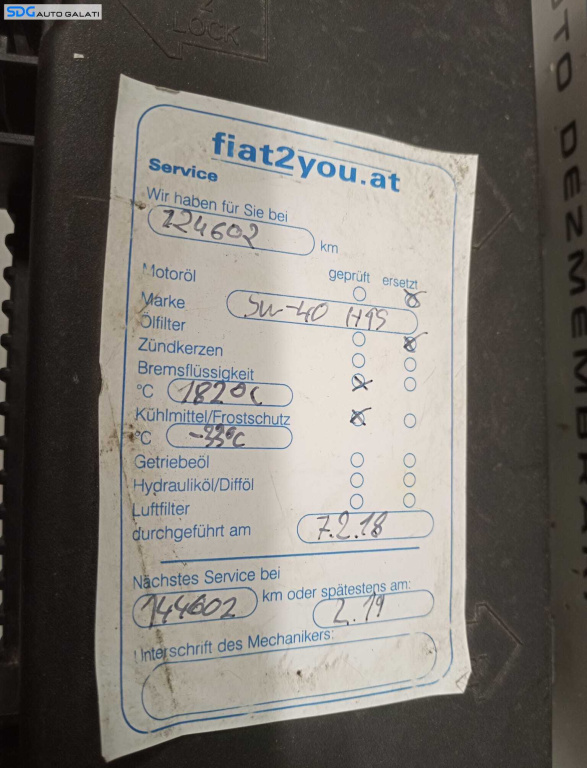 SDG AUTO GALATI
LOCK
fiat2you.at
Service
Wir haben für Sie bei
124602 km
geprüft ersetzt
Motoröl
Marke 5W-40
Ölfilter
Zündkerzen
Bremsflüssigkeit
°C 182°C
Kühlmittel/Frostschutz
°C -33°C
Getriebeöl
Hydrauliköl/Difföl
Luftfilter
durchgeführt am 7.2.18
Nächstes Service bei
144602 km oder spätestens am:
2.19
Unterschrift des Mechanikers: